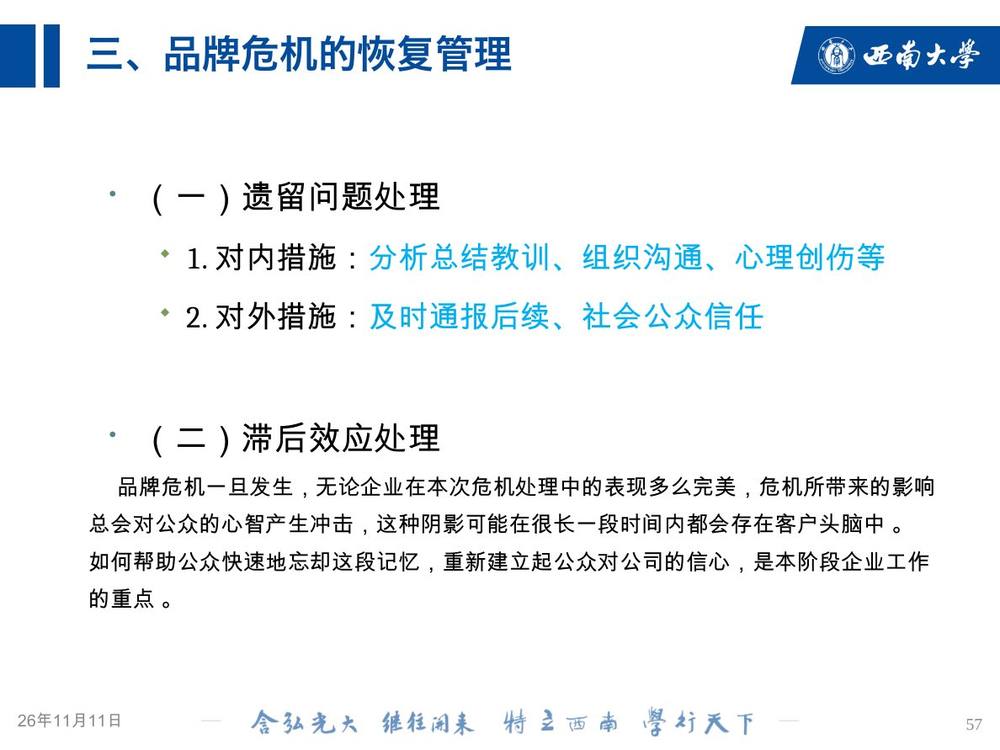 三、品牌危机的恢复管理
西南大学
（一）遗留问题处理
1. 对内措施：分析总结教训、组织沟通、心理创伤等
2. 对外措施：及时通报后续、社会公众信任
（二）滞后效应处理
品牌危机一旦发生，无论企业在本次危机处理中的表现多么完美，危机所带来的影响
总会对公众的心智产生冲击，这种阴影可能在很长一段时间内都会存在客户头脑中 。
如何帮助公众快速地忘却这段记忆，重新建立起公众对公司的信心，是本阶段企业工作
的重点 。
26年11月11日
含弘光大 继往开来 特立西南 學行天下
57